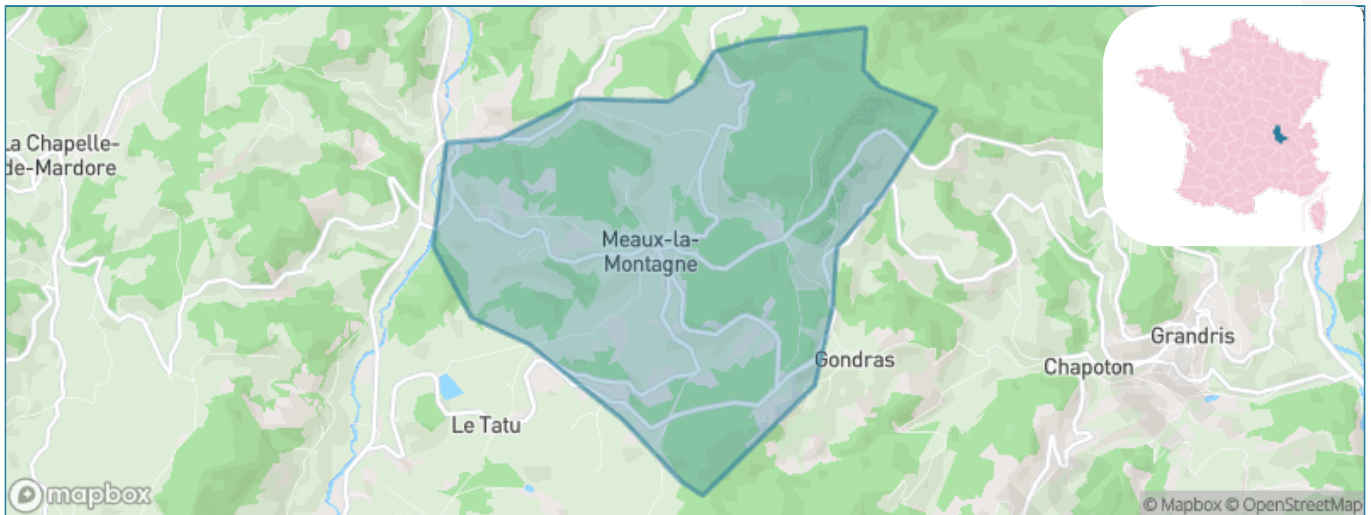 La Chapelle-
de-Mardore
Meaux-la-
Montagne
Gondras
Grandris
Chapoton
Le Tatu
mapbox
© Mapbox © OpenStreetMap